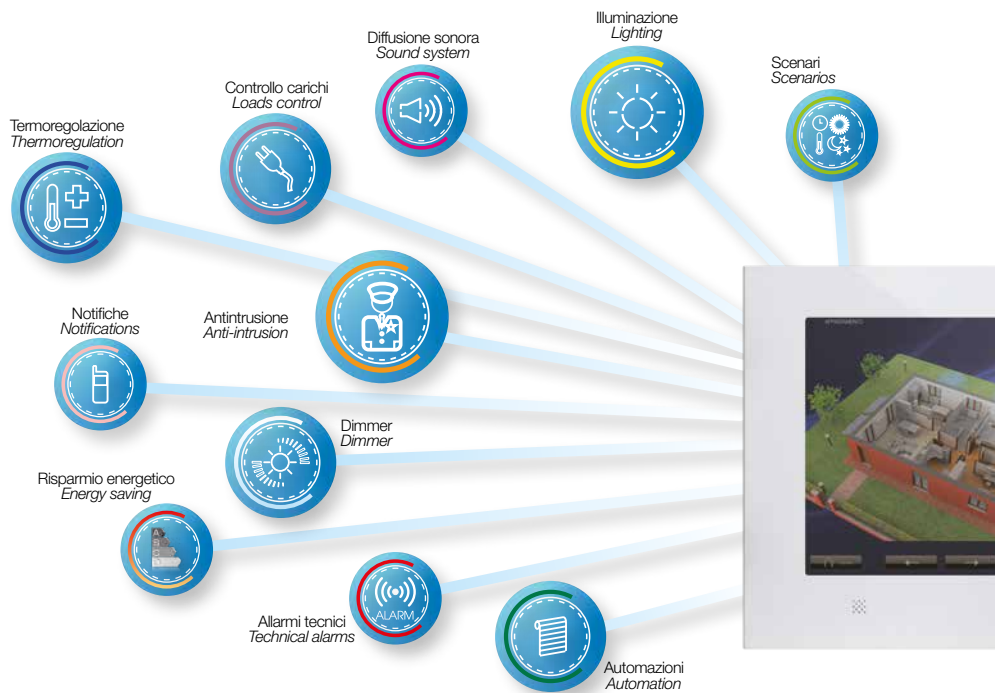 Illuminazione
Lighting
Diffusione sonora
Sound system
Scenari
Scenarios
Controllo carichi
Loads control
Termoregolazione
Thermoregulation
Notifiche
Notifications
Antintrusione
Anti-intrusion
Dimmer
Dimmer
Risparmio energetico
Energy saving
ALARM
Allarmi tecnici
Technical alarms
Automazioni
Automation